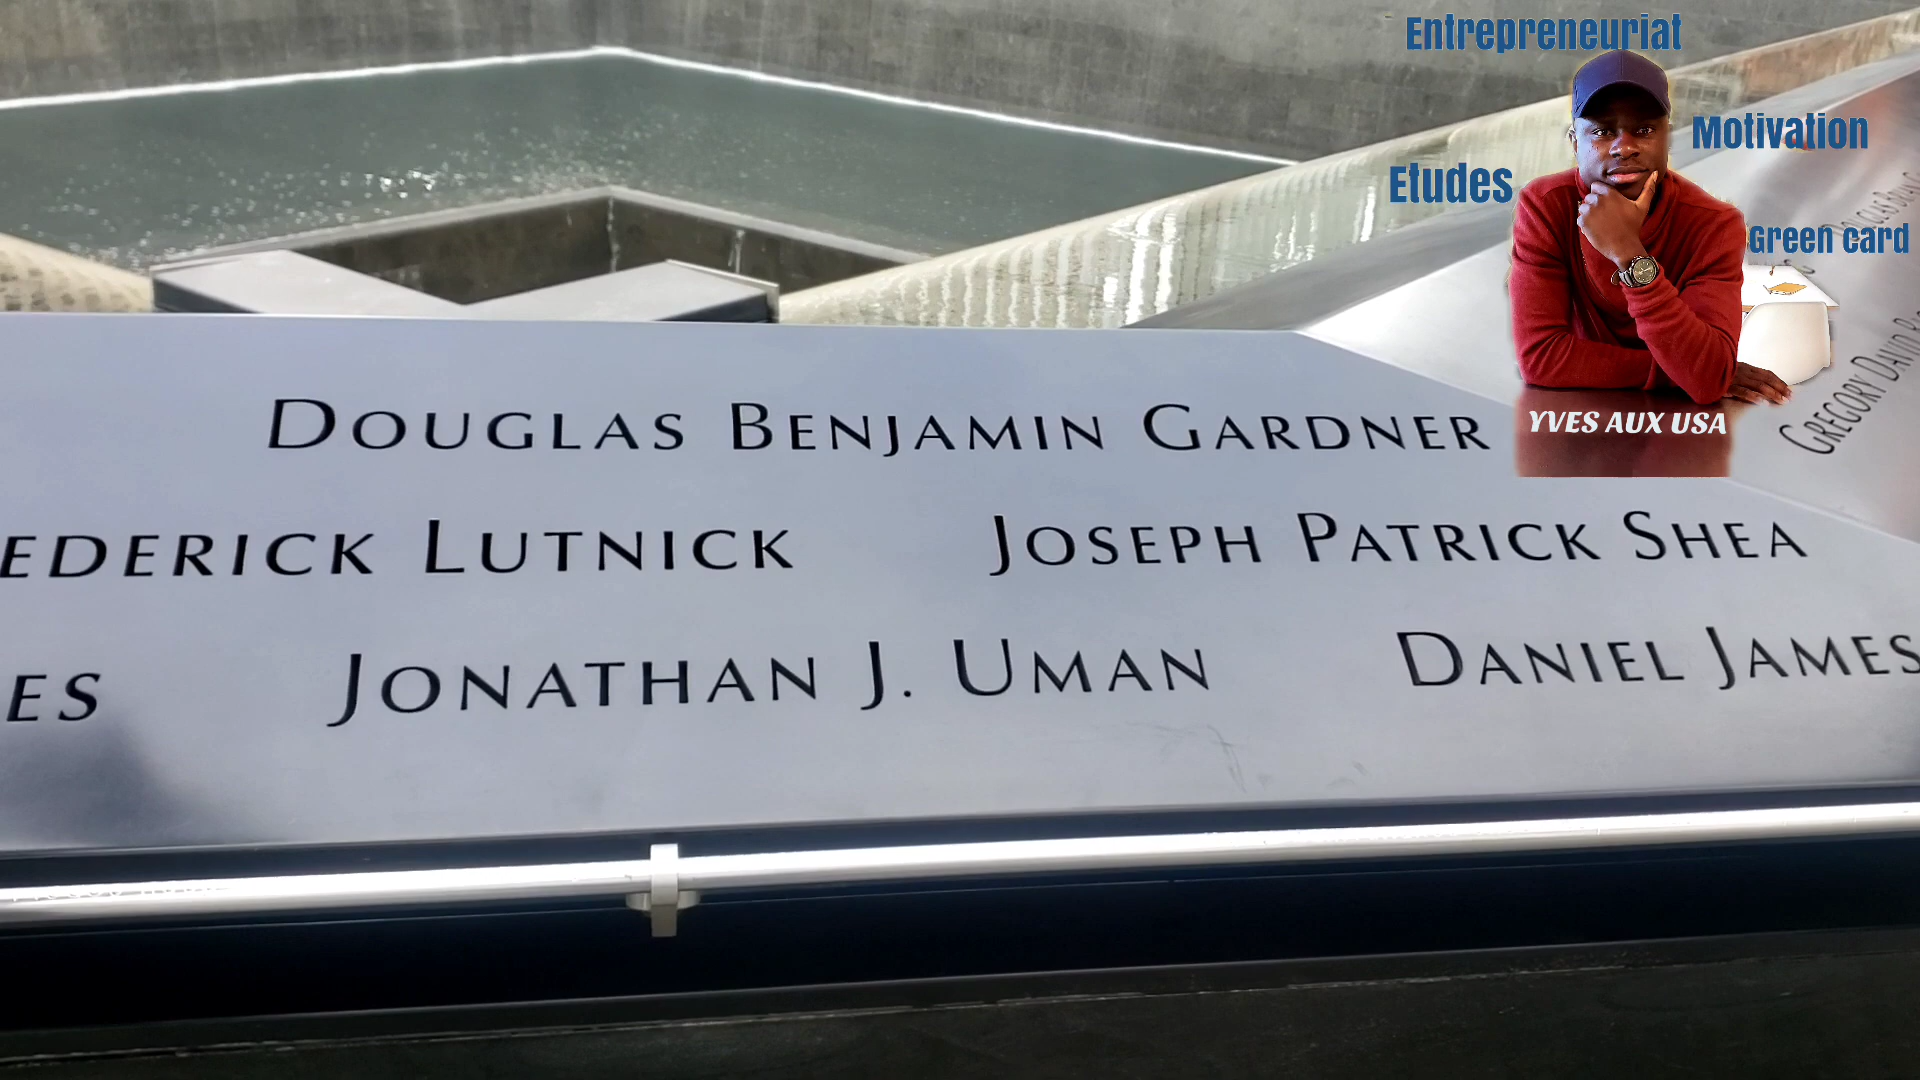 Entrepreneuriat
Motivation
Etudes
Green card
YVES AUX USA
DOUGLAS BENJAMIN GARDNER
EDERICK LUTNICK JOSEPH PATRICK SHEA
ES JONATHAN J. UMAN DANIEL JAMES
GREGORY DAVID